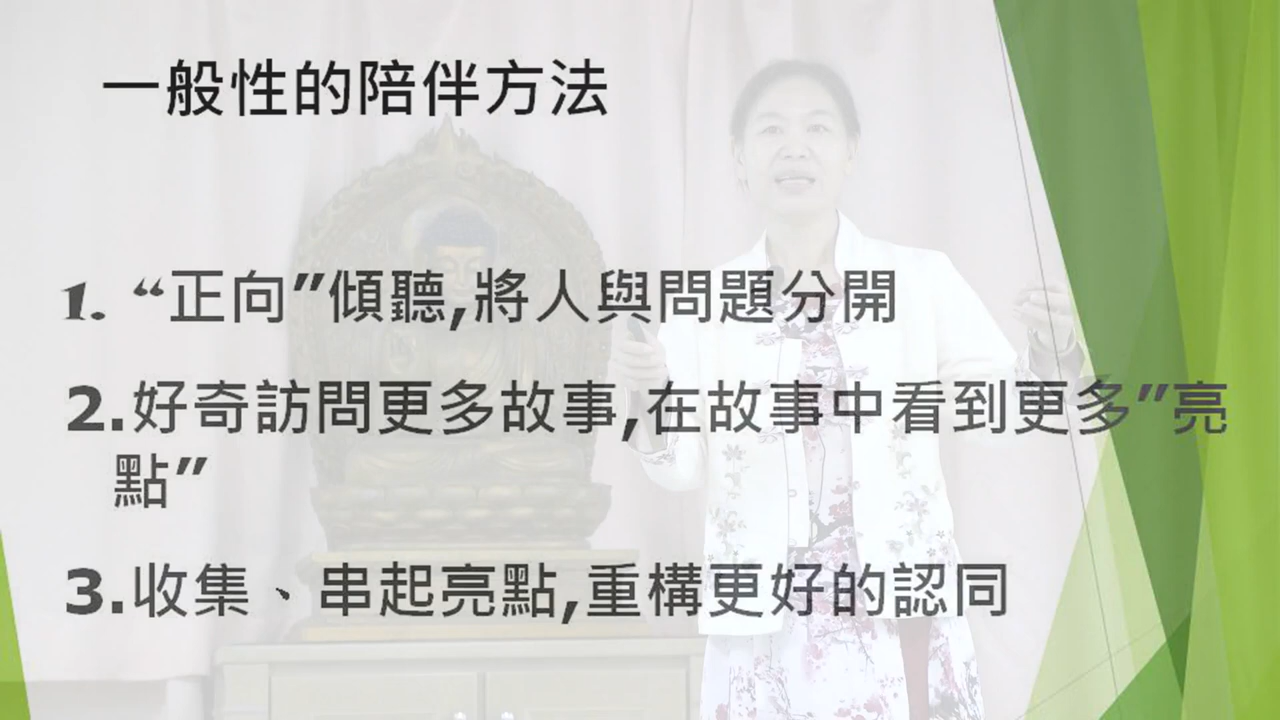 一般性的陪伴方法
1. “正向”傾聽,將人與問題分開
2.好奇訪問更多故事,在故事中看到更多”亮
點”
3.收集、串起亮點,重構更好的認同